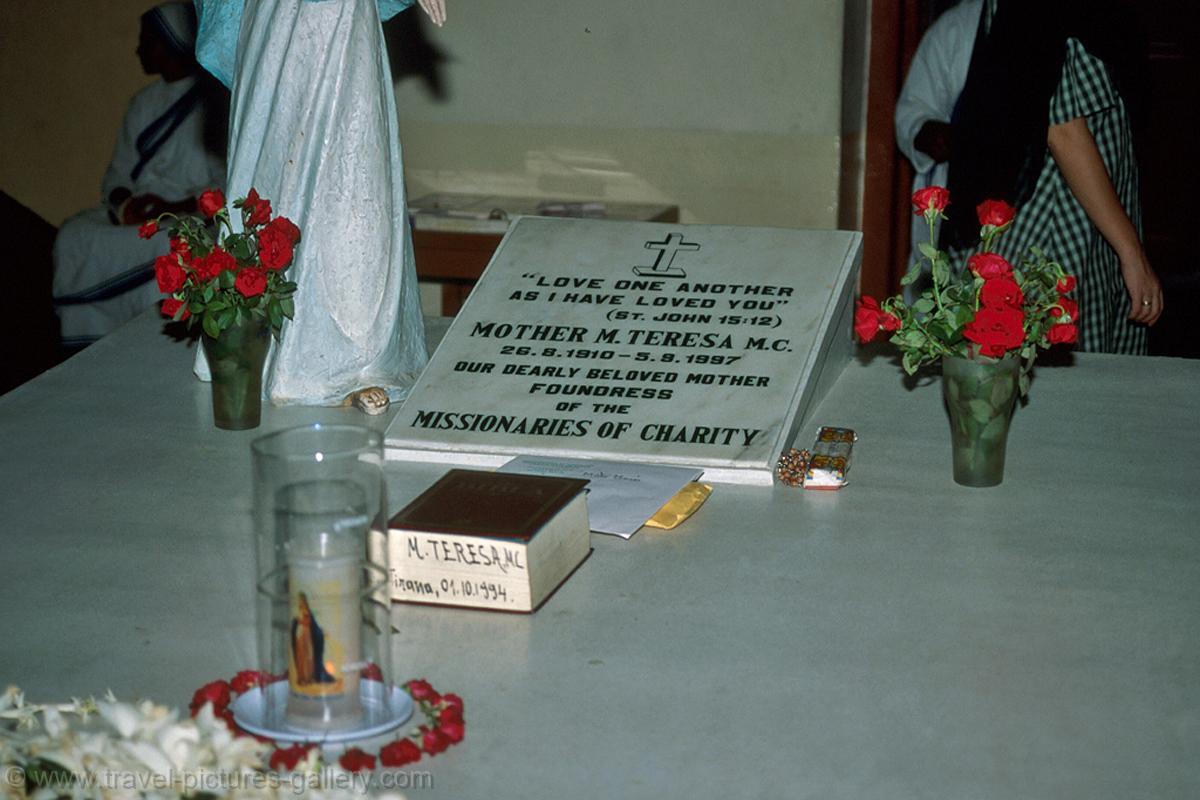 “LOVE ONE ANOTHER
AS I HAVE LOVED YOU”
(ST. JOHN 15:12)
MOTHER M. TERESA M.C.
26.8.1910 – 5.9.1997
OUR DEARLY BELOVED MOTHER
FOUNDRESS
OF THE
MISSIONARIES OF CHARITY
M. TERESA, MC
Tirana, 01.10.1994.
© www.travel-pictures-gallery.com